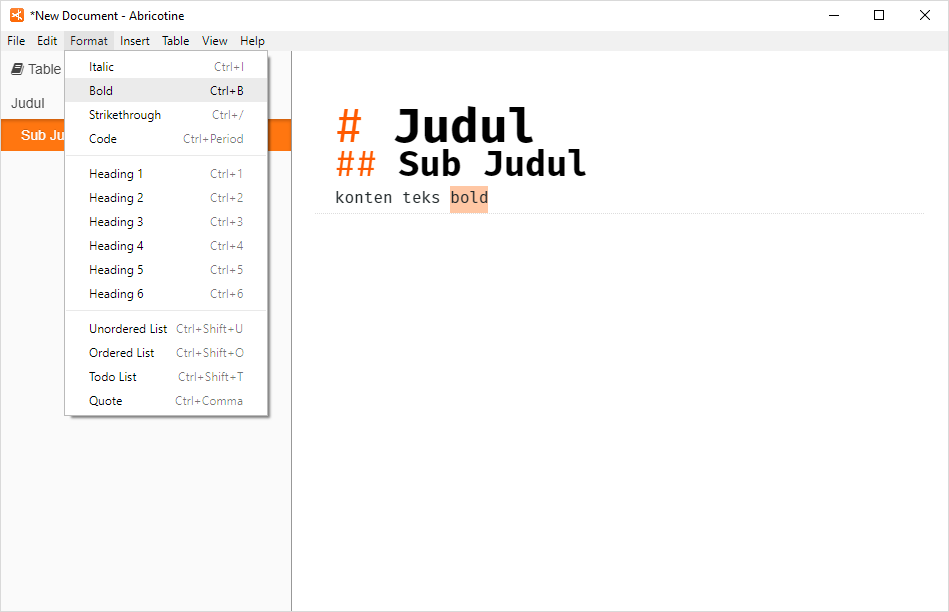 *New Document - Abricotine
File Edit Format Insert Table View Help
Table
Judul
Sub Ju
Italic Ctrl+I
Bold Ctrl+B
Strikethrough Ctrl+/
Code Ctrl+Period
Heading 1 Ctrl+1
Heading 2 Ctrl+2
Heading 3 Ctrl+3
Heading 4 Ctrl+4
Heading 5 Ctrl+5
Heading 6 Ctrl+6
Unordered List Ctrl+Shift+U
Ordered List Ctrl+Shift+O
Todo List Ctrl+Shift+T
Quote Ctrl+Comma
# Judul
## Sub Judul
konten teks bold